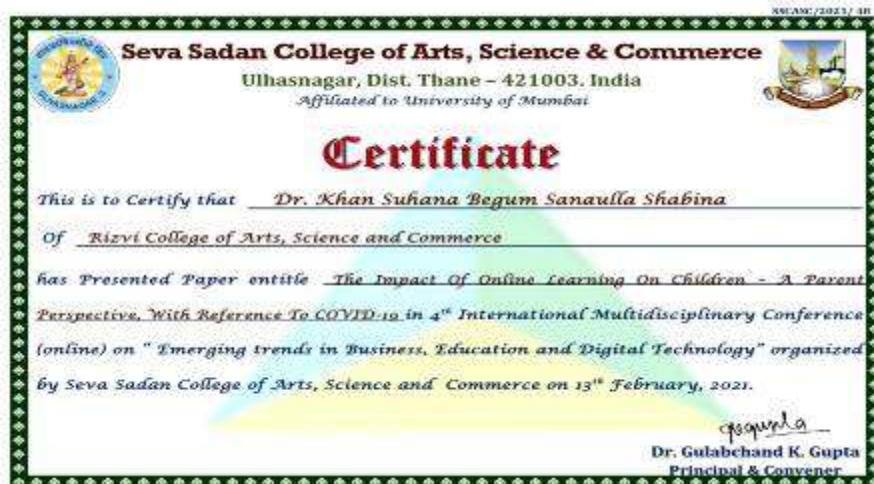 SSCASC/2021/ 48
Seva Sadan College of Arts, Science & Commerce
Ulhasnagar, Dist. Thane – 421003. India
Affiliated to University of Mumbai
Certificate
This is to Certify that Dr. Khan Suhana Begum Sanaulla Shabina
Of Rizvi College of Arts, Science and Commerce
has Presented Paper entitle The Impact Of Online Learning On Children - A Parent
Perspective, With Reference To COVID-19 in 4th International Multidisciplinary Conference
(online) on " Emerging trends in Business, Education and Digital Technology" organized
by Seva Sadan College of Arts, Science and Commerce on 13th February, 2021.
Dr. Gulabchand K. Gupta
Principal & Convener